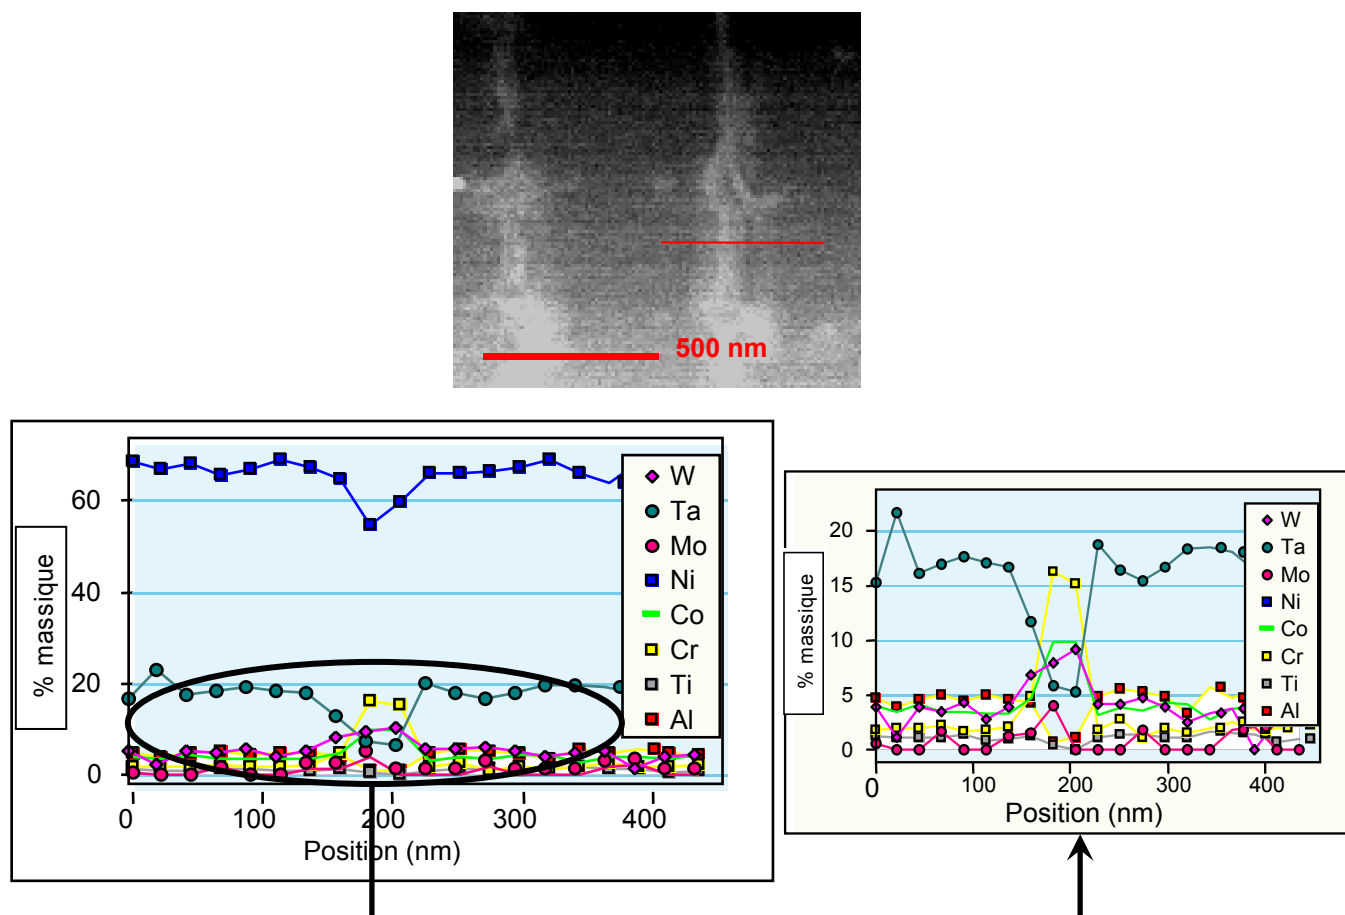 500 nm
% massique
60
40
20
0
0 100 200 300 400
Position (nm)
W
Ta
Mo
Ni
Co
Cr
Ti
Al
% massique
20
15
10
5
0
0 100 200 300 400
Position (nm)
W
Ta
Mo
Ni
Co
Cr
Ti
Al